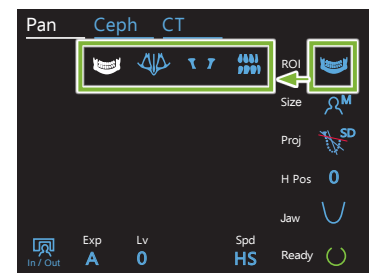 Pan Ceph CT
ROI
Size M
Proj SD
H Pos 0
Jaw
Exp Lv Spd
In / Out A 0 HS Ready